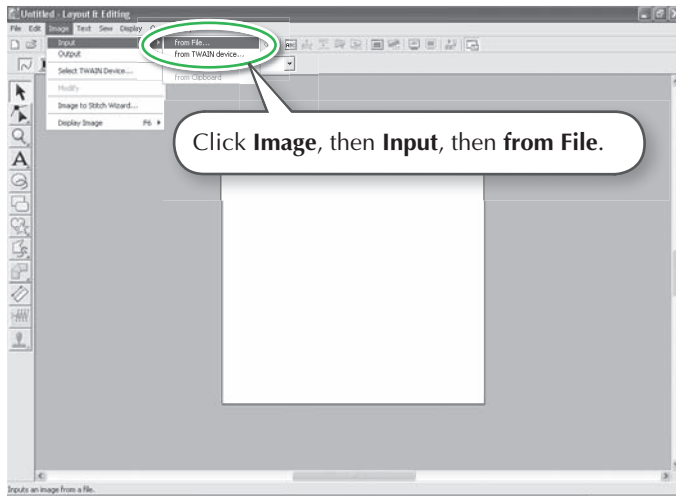 Untitled - Layout & Editing
File Edit Image Text Sew Display
Input
from File...
Output
from TWAIN device...
Select TWAIN Device...
from Clipboard
Modify
Image to Stitch Wizard...
Display Image F6
Click Image, then Input, then from File.
A
Inputs an image from a file.